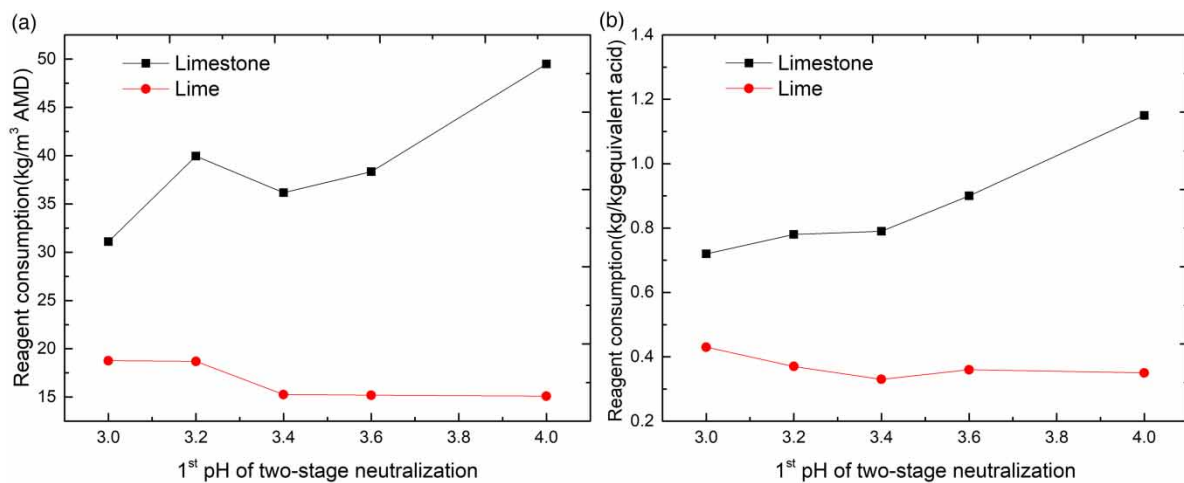 (a)
Reagent consumption(kg/m³ AMD)
50
45
40
35
30
25
20
15
Limestone
Lime
3.0 3.2 3.4 3.6 3.8 4.0
1st pH of two-stage neutralization
(b)
Reagent consumption(kg/kgequivalent acid)
1.4
1.2
1.0
0.8
0.6
0.4
0.2
Limestone
Lime
3.0 3.2 3.4 3.6 3.8 4.0
1st pH of two-stage neutralization